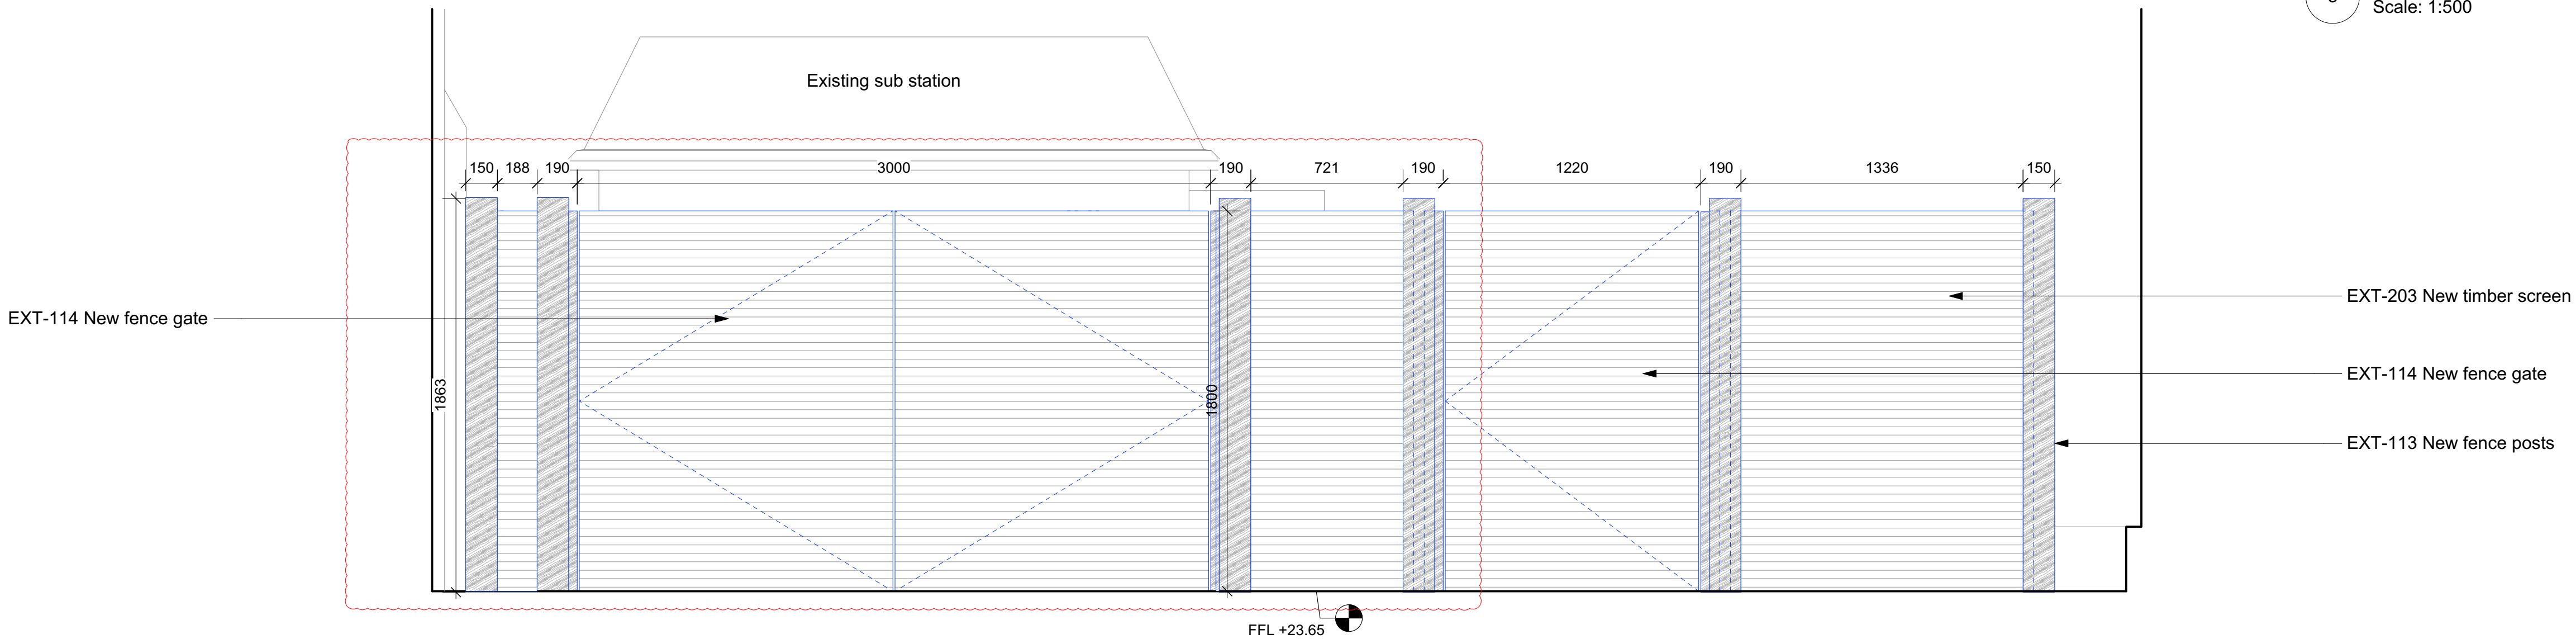 Scale: 1:500
Existing sub station
150 188 190 3000 190 721 190 1220 190 1336 150
EXT-203 New timber screen
EXT-114 New fence gate
EXT-114 New fence gate
1863
1800
EXT-113 New fence posts
FFL +23.65